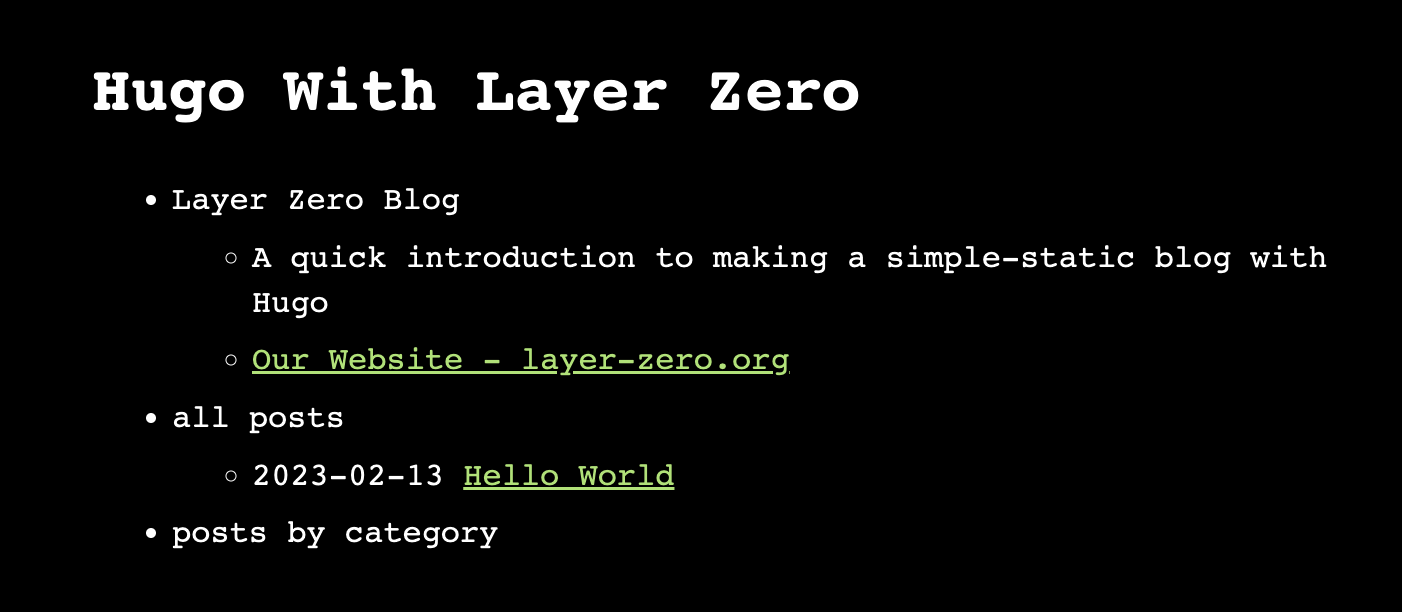 Hugo With Layer Zero
Layer Zero Blog
A quick introduction to making a simple-static blog with
Hugo
Our Website - layer-zero.org
all posts
2023-02-13 Hello World
posts by category